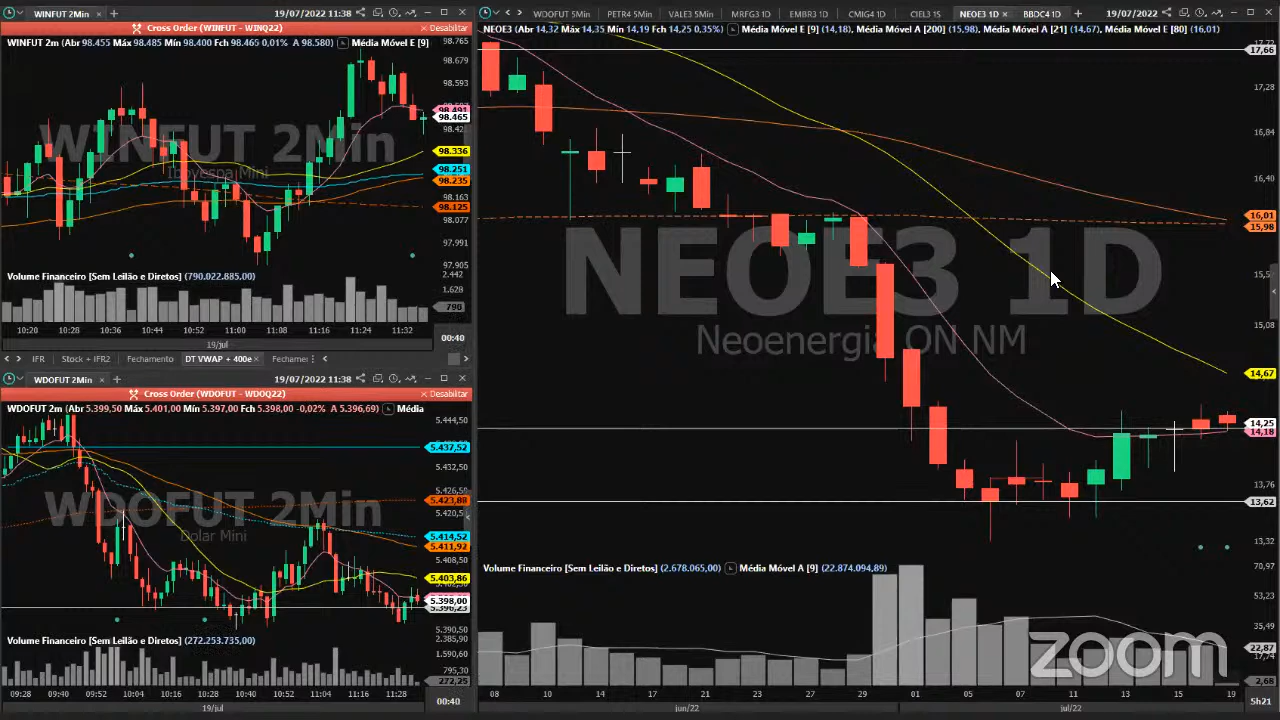 WINFUT 2Min
19/07/2022 11:38
Cross Order (WINFUT - WINQ22)
Desabilitar
WINFUT 2m (Abr 98.455 Máx 98.485 Mín 98.400 Fch 98.465 0,01% A 98.580) Média Móvel E [9]
98.765
98.679
98.593
98.491
98.465
98.421
98.336
98.251
98.235
98.163
98.125
98.077
97.991
97.905
WINFUT 2Min
Ibovespa Mini
Volume Financeiro [Sem Leilão e Diretos] (790.022.885,00)
2.442
1.628
790
10:20 10:28 10:36 10:44 10:52 11:00 11:08 11:16 11:24 11:32
00:40
19/jul
IFR Stock + IFR2 Fechamento DT VWAP + 400e Fechamer
WDOFUT 2Min
19/07/2022 11:38
Cross Order (WDOFUT - WDOQ22)
Desabilitar
WDOFUT 2m (Abr 5.399,50 Máx 5.401,00 Mín 5.397,00 Fch 5.398,00 -0,02% A 5.396,69) Média
5.444,50
5.437,52
5.432,50
5.426,50
5.423,88
5.420,50
5.414,52
5.411,92
5.408,50
5.403,86
5.398,00
5.396,23
5.390,50
WDOFUT 2Min
Dolar Mini
Volume Financeiro [Sem Leilão e Diretos] (272.253.735,00)
2.385,90
1.590,60
795,30
272,25
09:28 09:40 09:52 10:04 10:16 10:28 10:40 10:52 11:04 11:16 11:28
00:40
19/jul
WDOFUT 5Min PETR4 5Min VALE3 5Min MRFG3 1D EMBR3 1D CMIG4 1D CIEL3 1S NEOE3 1D BBDC4 1D
19/07/2022 11:38
NEOE3 (Abr 14,32 Máx 14,35 Mín 14,19 Fch 14,25 0.35%) Média Móvel E [9] (14,18), Média Móvel A [200] (15,98), Média Móvel A [21] (14,67), Média Móvel E [80] (16,01)
17,66
17,28
16,84
16,40
16,01
15,98
15,08
14,67
14,25
14,18
13,76
13,62
13,32
NEOE3 1D
Neoenergia ON NM
Volume Financeiro [Sem Leilão e Diretos] (2.678.065,00) Média Móvel A [9] (22.874.094,89)
70,97
53,23
35,49
22,87
2,68
zoom
08 10 14 17 21 23 27 29 01 05 07 11 13 15 19
5h21
jun/22 jul/22